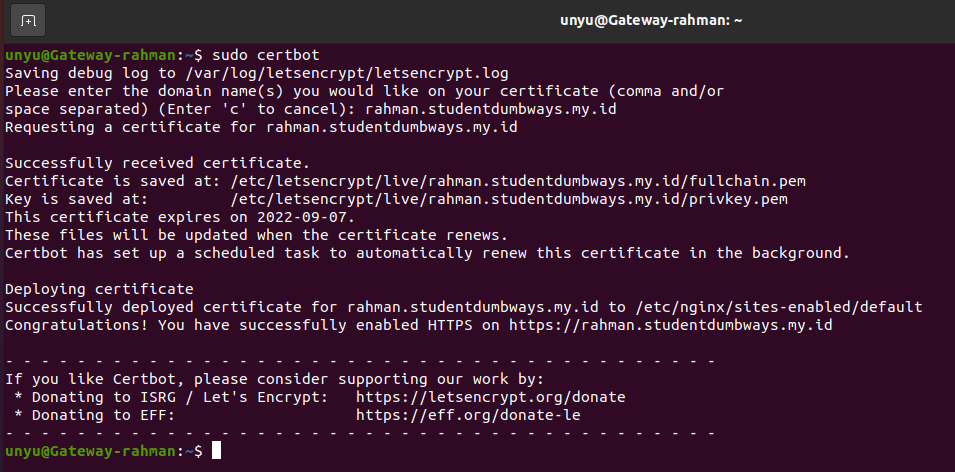 unyu@Gateway-rahman: ~
unyu@Gateway-rahman:~$ sudo certbot
Saving debug log to /var/log/letsencrypt/letsencrypt.log
Please enter the domain name(s) you would like on your certificate (comma and/or
space separated) (Enter 'c' to cancel): rahman.studentdumbways.my.id
Requesting a certificate for rahman.studentdumbways.my.id

Successfully received certificate.
Certificate is saved at: /etc/letsencrypt/live/rahman.studentdumbways.my.id/fullchain.pem
Key is saved at:         /etc/letsencrypt/live/rahman.studentdumbways.my.id/privkey.pem
This certificate expires on 2022-09-07.
These files will be updated when the certificate renews.
Certbot has set up a scheduled task to automatically renew this certificate in the background.

Deploying certificate
Successfully deployed certificate for rahman.studentdumbways.my.id to /etc/nginx/sites-enabled/default
Congratulations! You have successfully enabled HTTPS on https://rahman.studentdumbways.my.id

- - - - - - - - - - - - - - - - - - - - - - - - - - - - - - - - - - - - - - - -
If you like Certbot, please consider supporting our work by:
 * Donating to ISRG / Let's Encrypt:   https://letsencrypt.org/donate
 * Donating to EFF:                    https://eff.org/donate-le
- - - - - - - - - - - - - - - - - - - - - - - - - - - - - - - - - - - - - - - -
unyu@Gateway-rahman:~$